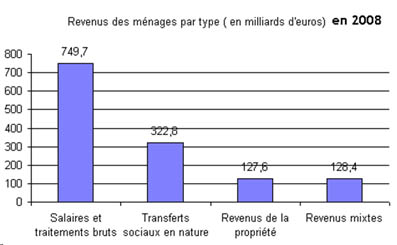 Revenus des ménages par type ( en milliards d'euros) en 2008
800
700
600
500
400
300
200
100
0
749,7
322,8
127,6
128,4
Salaires et
traitements bruts
Transferts
sociaux en nature
Revenus de la
propriété
Revenus mixtes